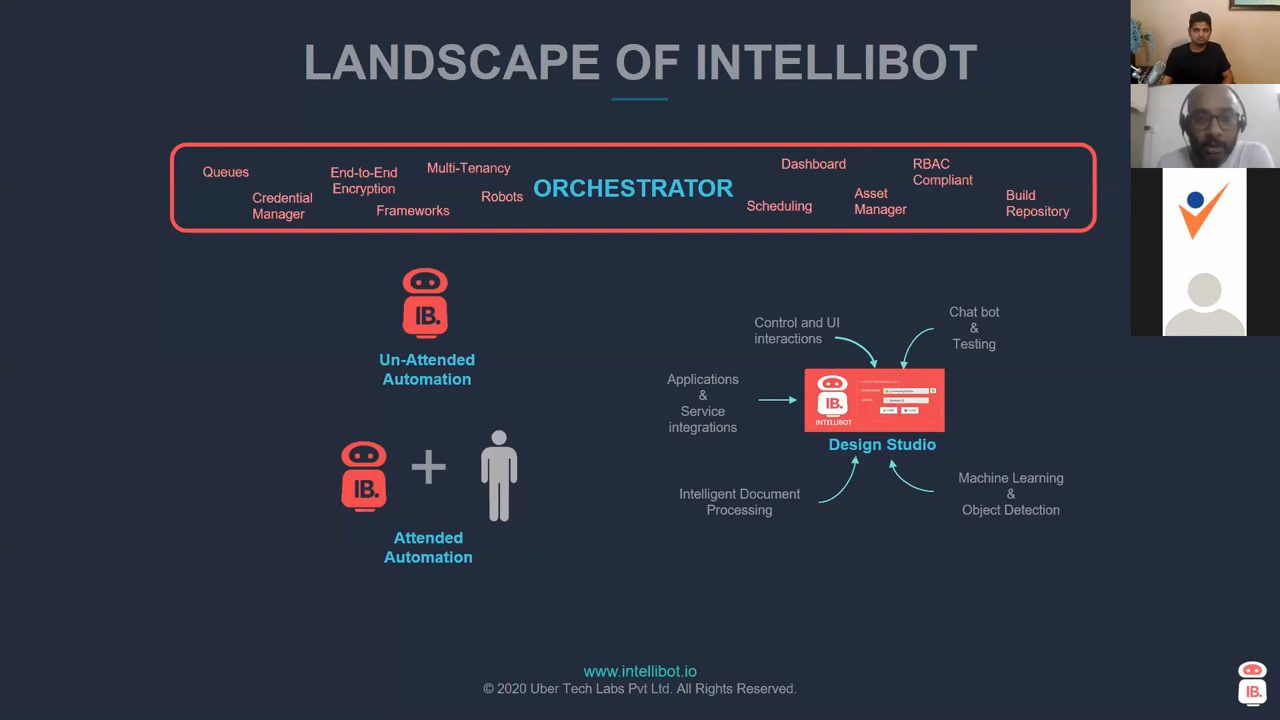 LANDSCAPE OF INTELLIBOT
Queues
Credential
Manager
End-to-End
Encryption
Frameworks
Multi-Tenancy
Robots
ORCHESTRATOR
Dashboard
Scheduling
Asset
Manager
RBAC
Compliant
Build
Repository
IB.
Un-Attended
Automation
IB.
Attended
Automation
Control and UI
interactions
Chat bot
&
Testing
Applications
&
Service
integrations
IB.
INTELLIBOT
Design Studio
Intelligent Document
Processing
Machine Learning
&
Object Detection
www.intellibot.io
© 2020 Uber Tech Labs Pvt Ltd. All Rights Reserved.
IB.